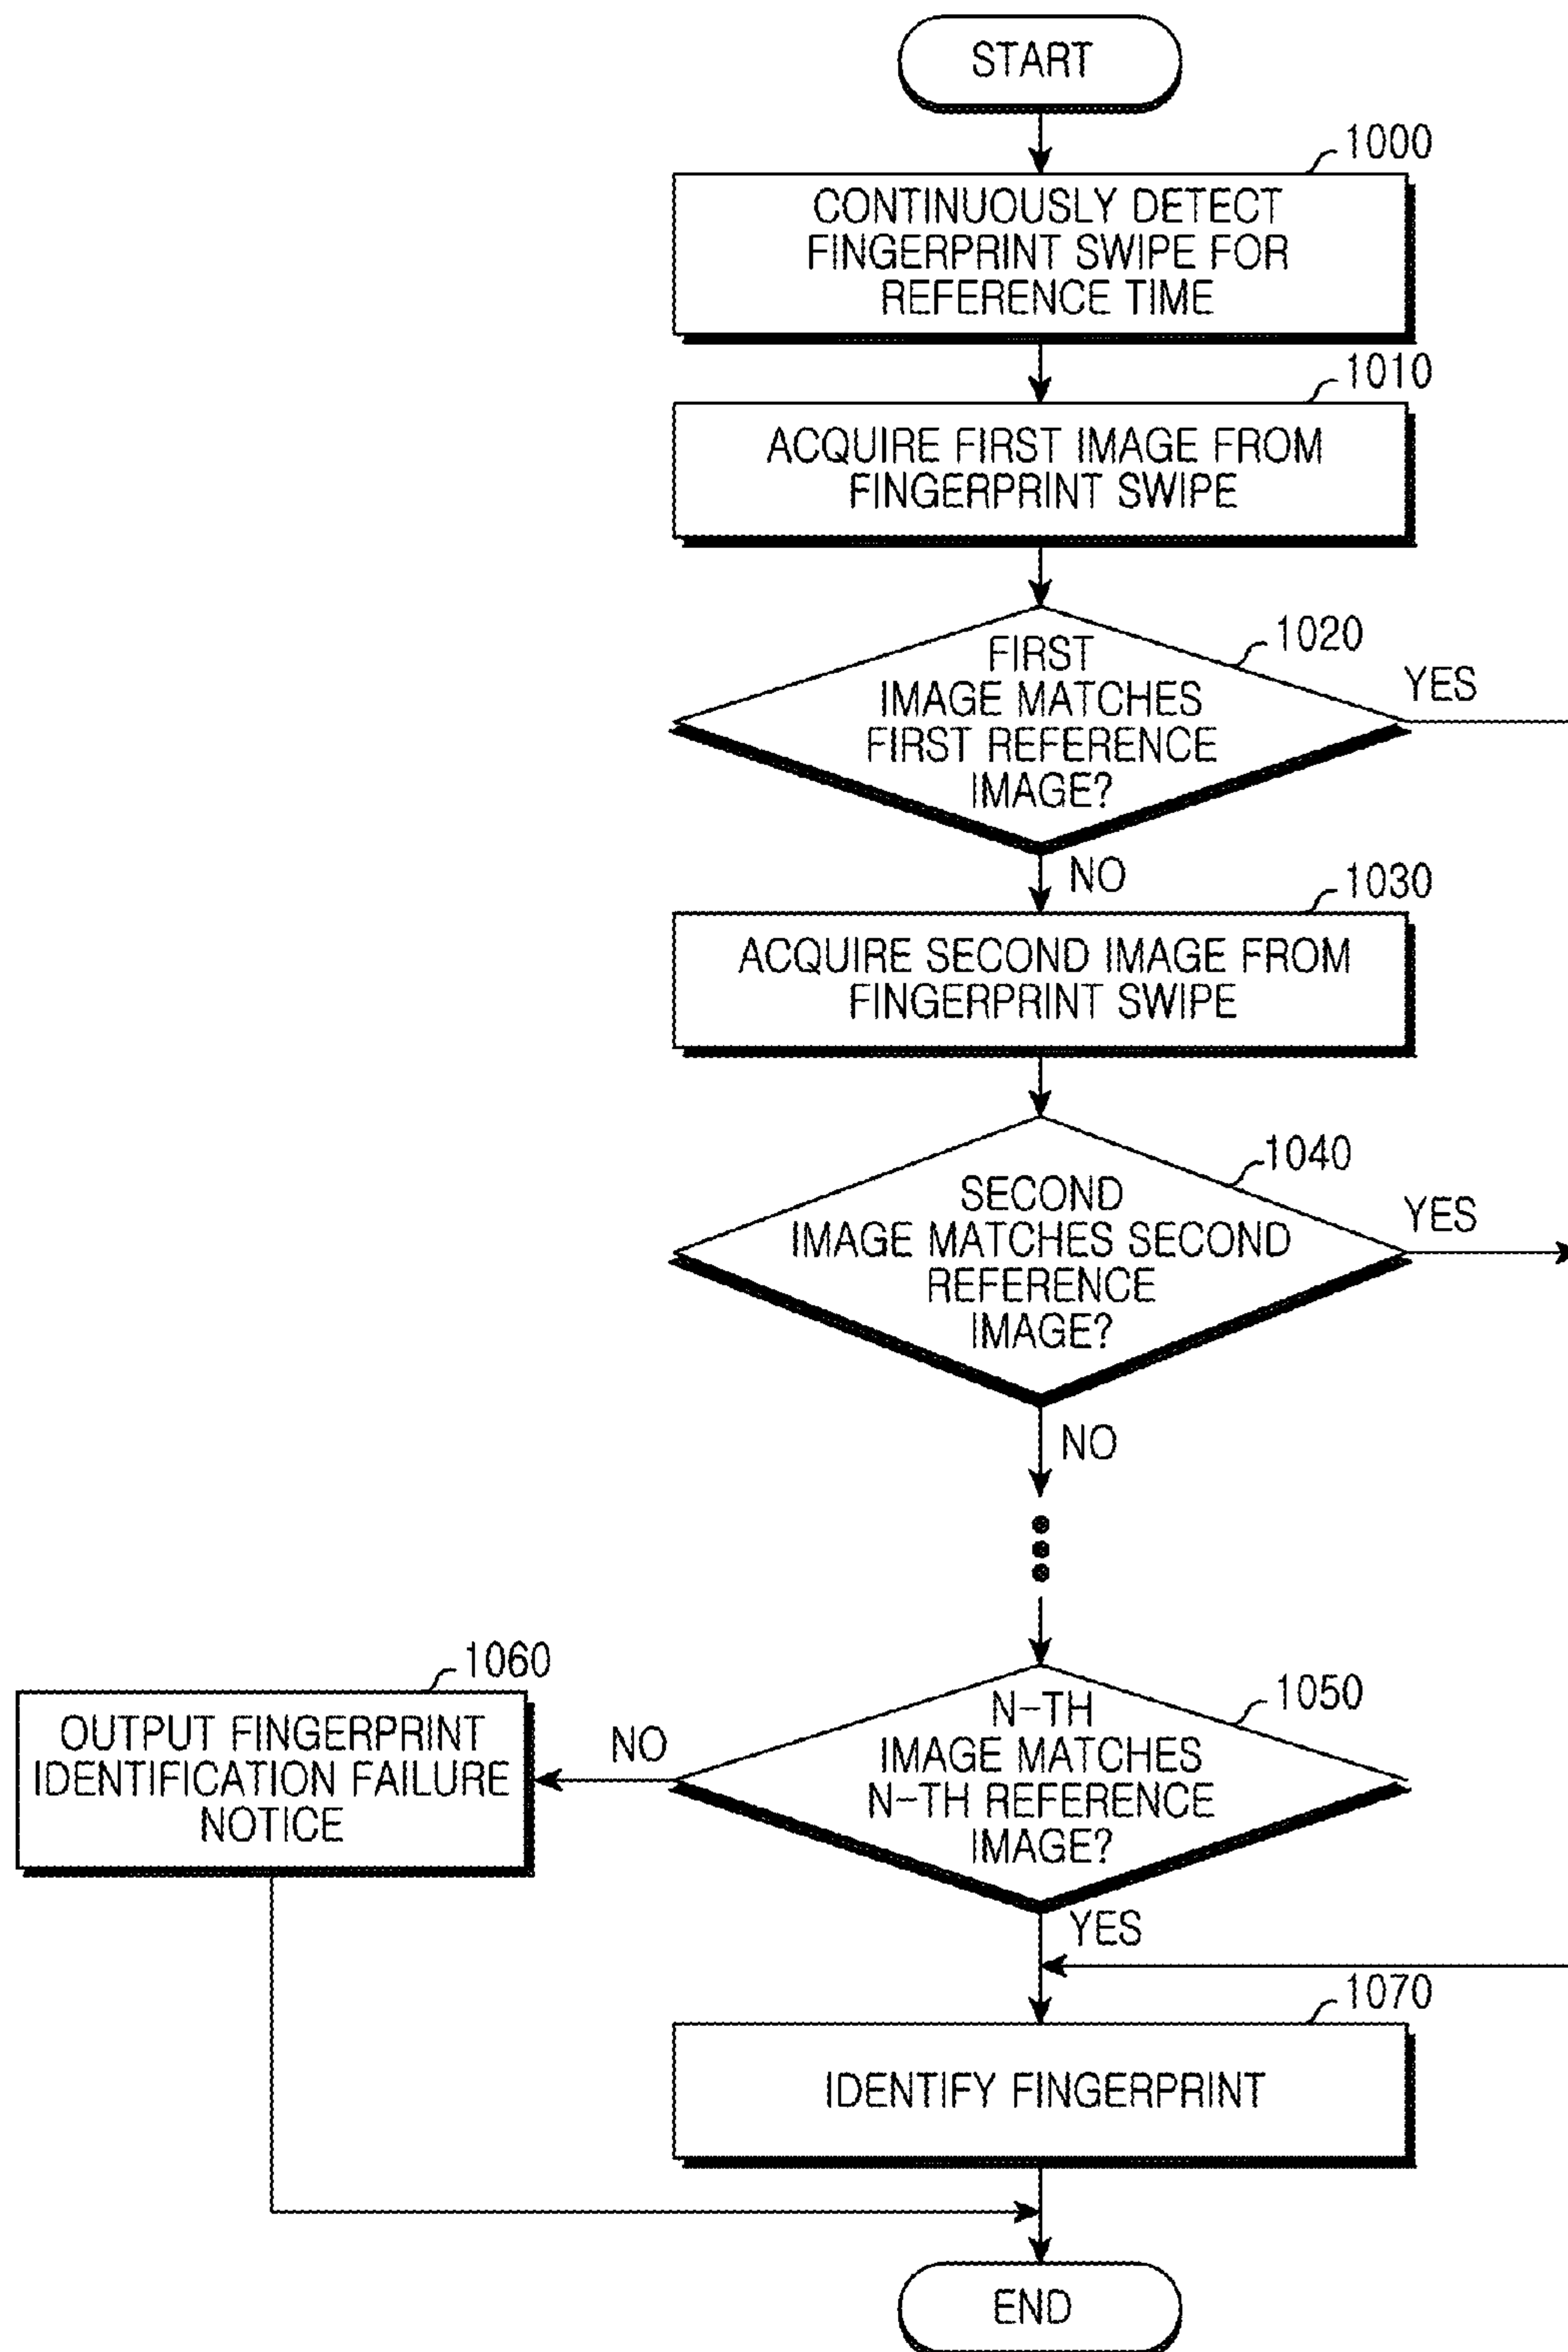 START
1000
CONTINUOUSLY DETECT
FINGERPRINT SWIPE FOR
REFERENCE TIME
1010
ACQUIRE FIRST IMAGE FROM
FINGERPRINT SWIPE
1020
FIRST
IMAGE MATCHES
FIRST REFERENCE
IMAGE?
YES
NO
1030
ACQUIRE SECOND IMAGE FROM
FINGERPRINT SWIPE
1040
SECOND
IMAGE MATCHES SECOND
REFERENCE
IMAGE?
YES
NO
1050
N-TH
IMAGE MATCHES
N-TH REFERENCE
IMAGE?
NO
1060
OUTPUT FINGERPRINT
IDENTIFICATION FAILURE
NOTICE
YES
1070
IDENTIFY FINGERPRINT
END